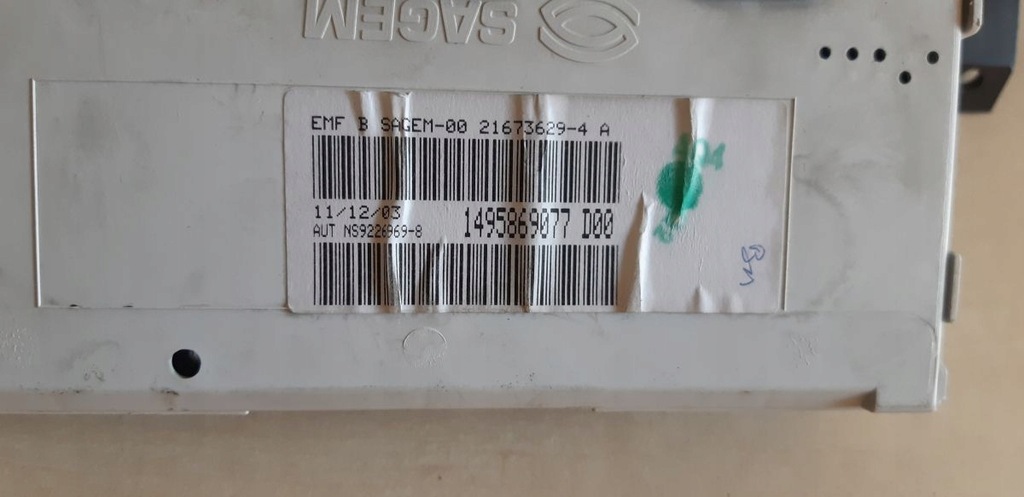 SAGEM
EMF B SAGEM-00 21673629-4 A
11/12/03
1495869077 D00
AUT NS9226969-8